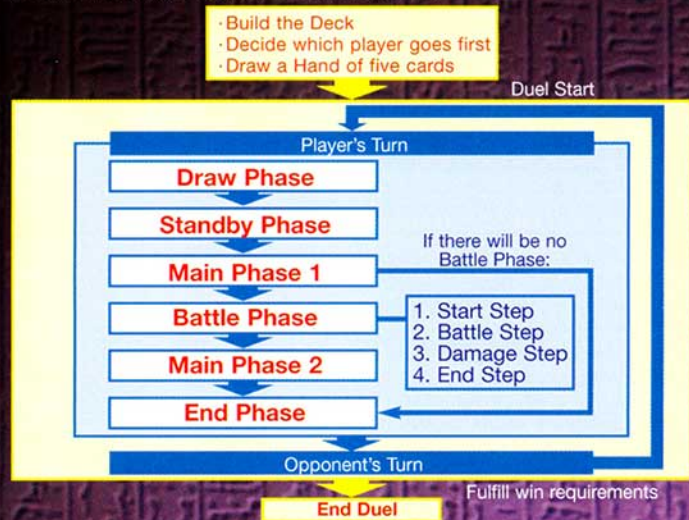 ·Build the Deck
·Decide which player goes first
·Draw a Hand of five cards
Duel Start
Player's Turn
Draw Phase
Standby Phase
Main Phase 1
If there will be no
Battle Phase:
Battle Phase
1. Start Step
2. Battle Step
3. Damage Step
4. End Step
Main Phase 2
End Phase
Opponent's Turn
Fulfill win requirements
End Duel